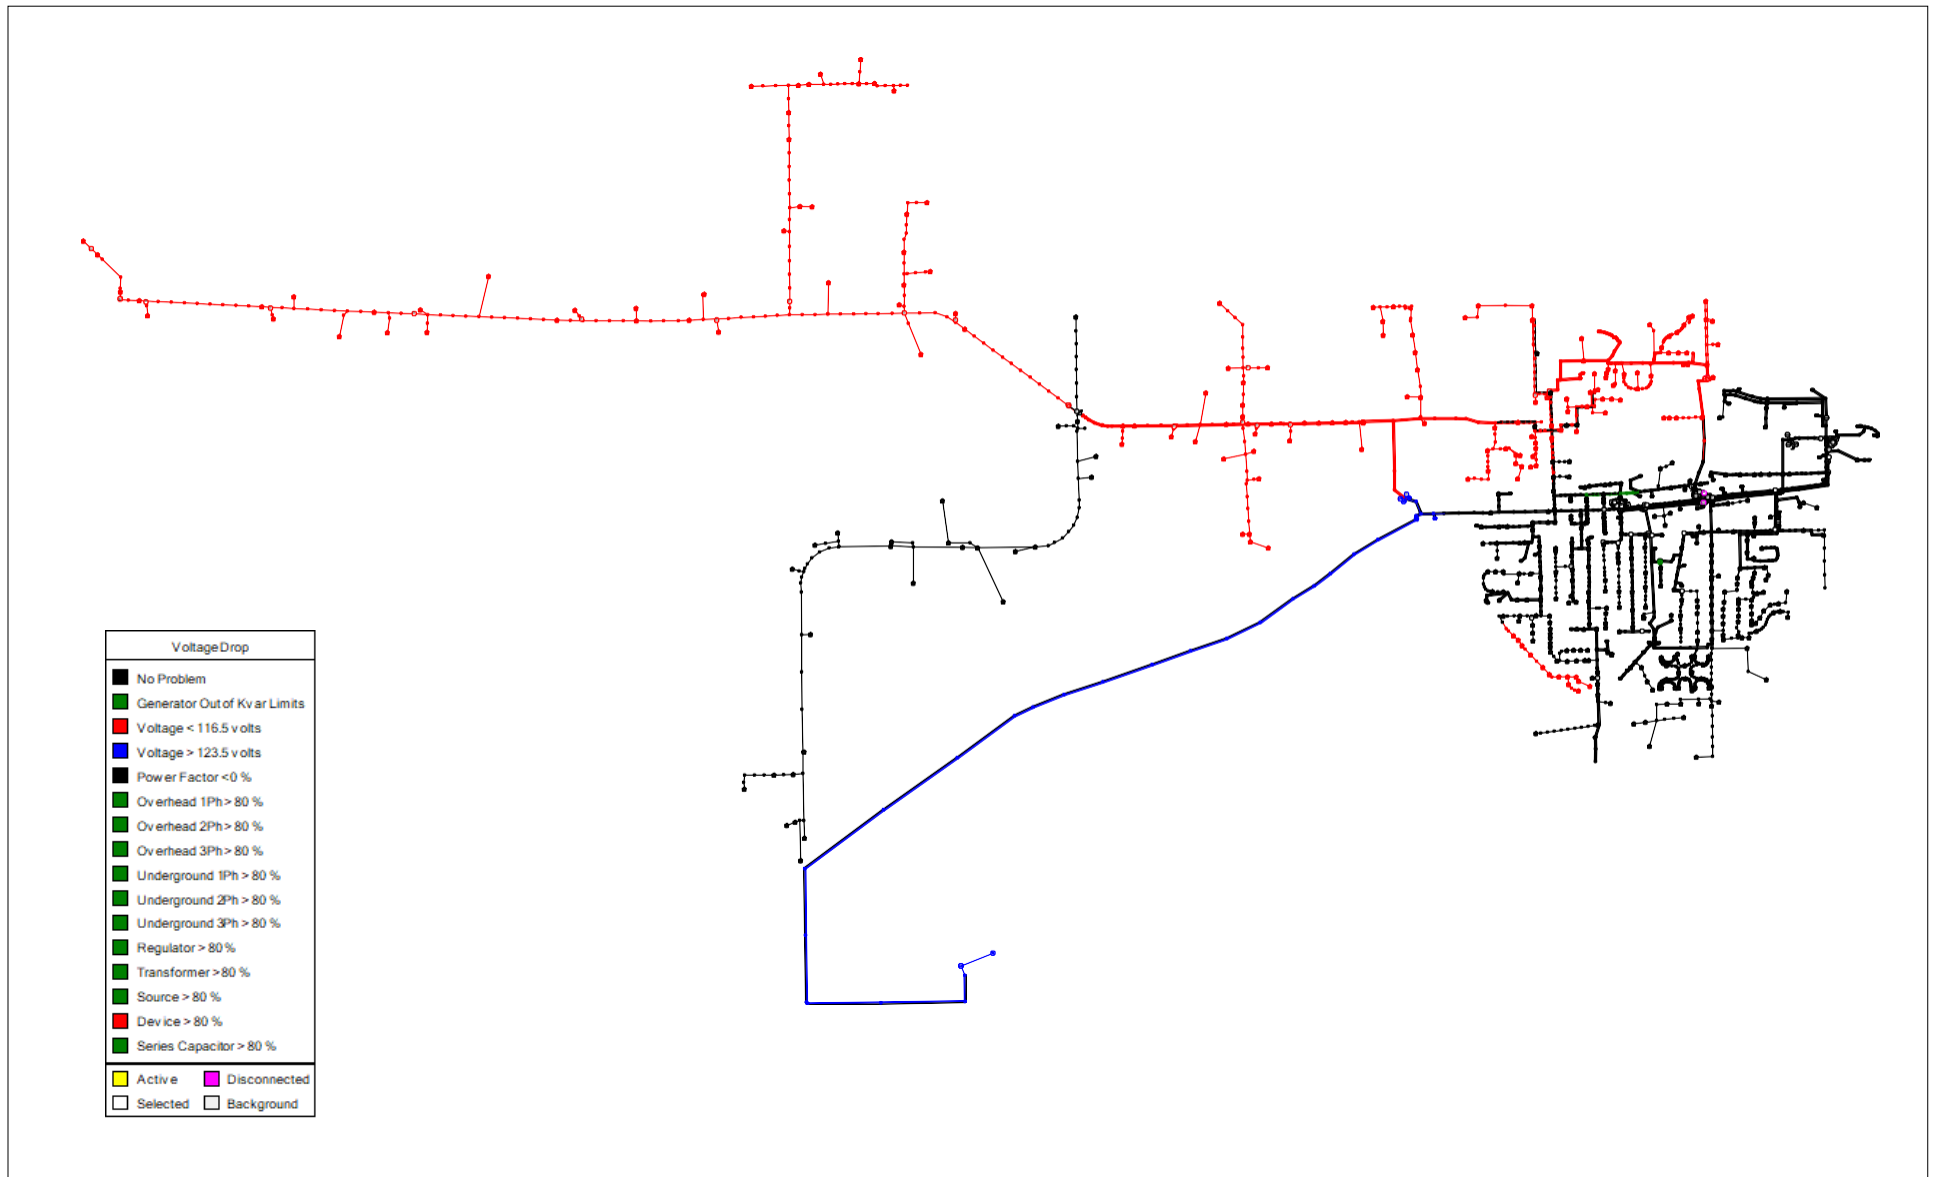 Voltage Drop
No Problem
Generator Out of Kvar Limits
Voltage < 116.5 volts
Voltage > 123.5 volts
Power Factor <0 %
Overhead 1Ph > 80 %
Overhead 2Ph > 80 %
Overhead 3Ph > 80 %
Underground 1Ph > 80 %
Underground 2Ph > 80 %
Underground 3Ph > 80 %
Regulator > 80 %
Transformer > 80 %
Source > 80 %
Device > 80 %
Series Capacitor > 80 %
Active Disconnected
Selected Background